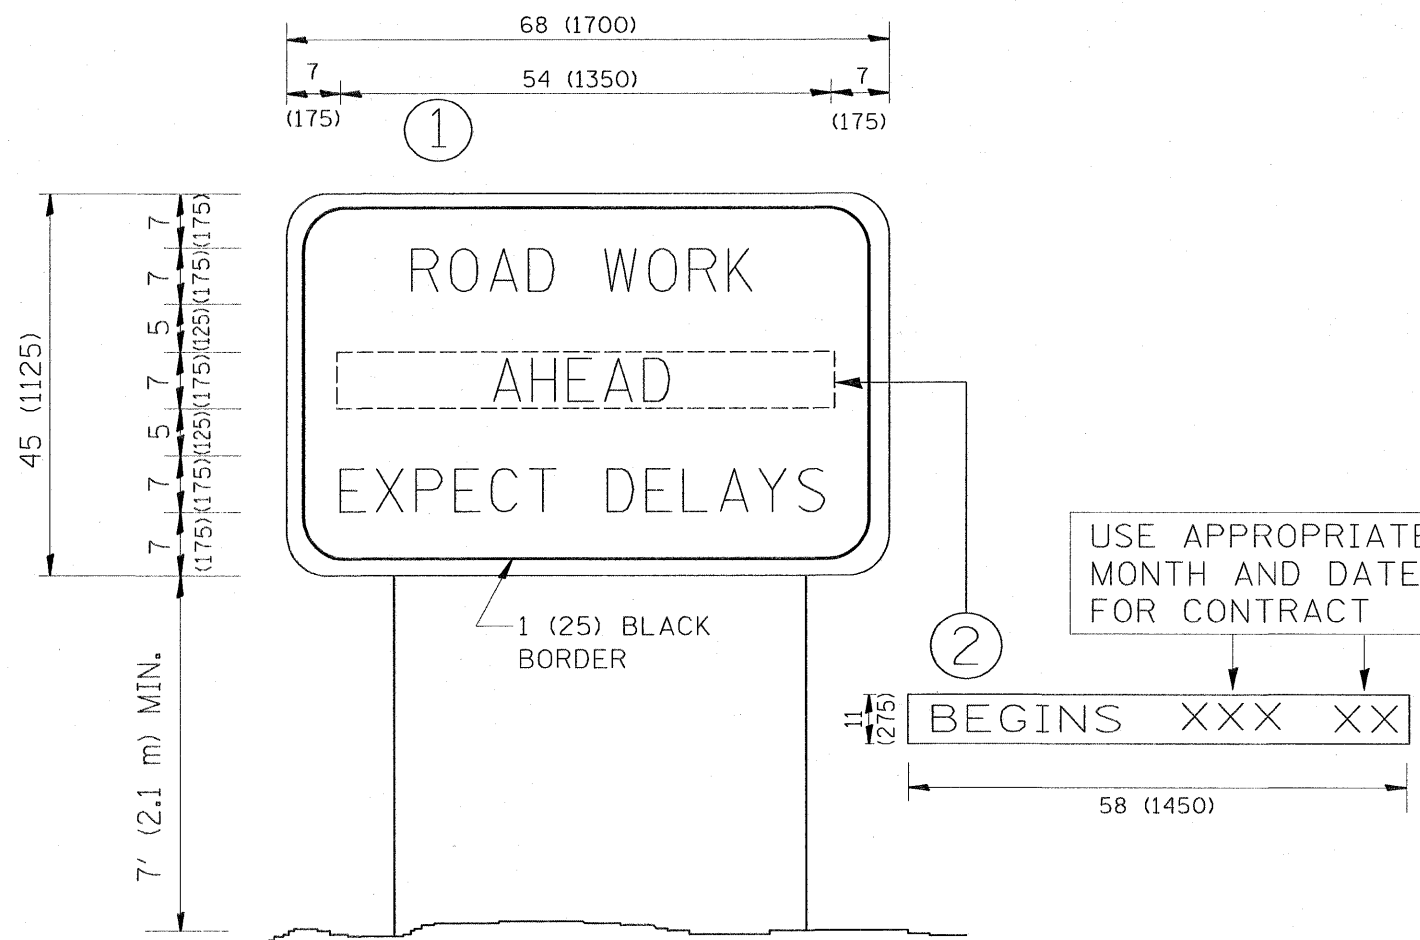 68 (1700)
7 54 (1350) 7
(175) (175)
1
45 (1125)
7 (175)
7 (175)
5 (125)
7 (175)
5 (125)
7 (175)
7 (175)
ROAD WORK
AHEAD
EXPECT DELAYS
1 (25) BLACK
BORDER
7' (2.1 m) MIN.
USE APPROPRIATE
MONTH AND DATE
FOR CONTRACT
2
11
(275)
BEGINS XXX XX
58 (1450)